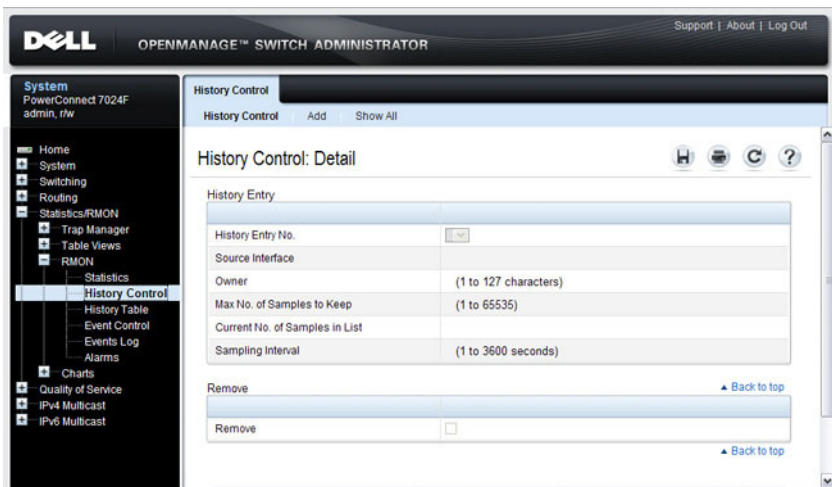 Support | About | Log Out
DELL OPENMANAGE™ SWITCH ADMINISTRATOR
System
PowerConnect 7024F
admin, r/w
Home
System
Switching
Routing
Statistics/RMON
Trap Manager
Table Views
RMON
Statistics
History Control
History Table
Event Control
Events Log
Alarms
Charts
Quality of Service
IPv4 Multicast
IPv6 Multicast
History Control
History Control Add Show All
History Control: Detail
History Entry
History Entry No.
Source Interface
Owner (1 to 127 characters)
Max No. of Samples to Keep (1 to 65535)
Current No. of Samples in List
Sampling Interval (1 to 3600 seconds)
Remove Back to top
Remove
Back to top